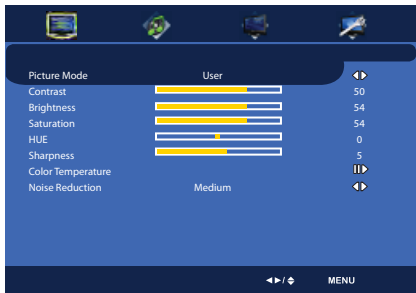 Picture Mode User
Contrast 50
Brightness 54
Saturation 54
HUE 0
Sharpness 5
Color Temperature
Noise Reduction Medium
◄►/◆ MENU